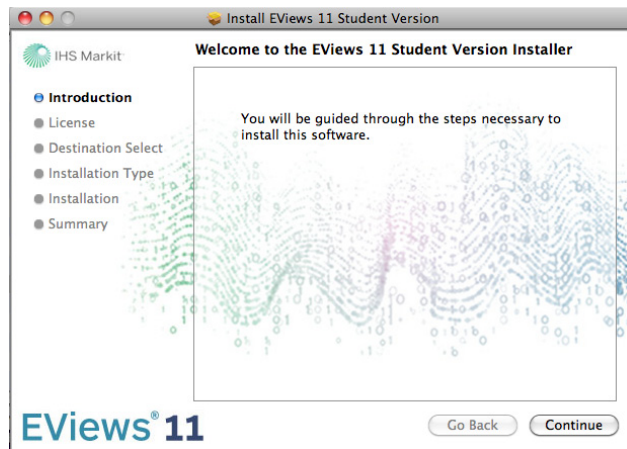 Install EViews 11 Student Version
IHS Markit
Welcome to the EViews 11 Student Version Installer
Introduction
License
Destination Select
Installation Type
Installation
Summary
You will be guided through the steps necessary to
install this software.
EViews® 11
Go Back
Continue